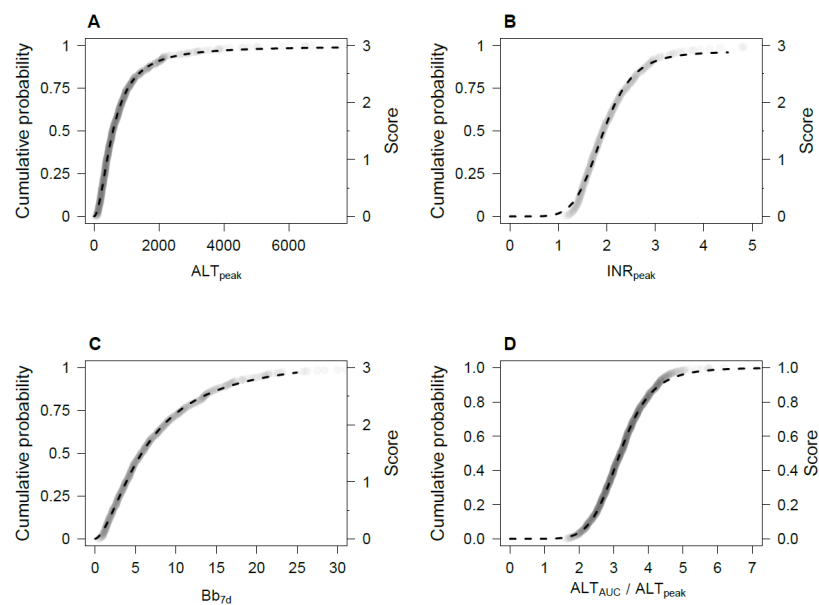 A
Cumulative probability
1
0.75
0.5
0.25
0
3
2
1
0
Score
0 2000 4000 6000
ALTpeak
B
Cumulative probability
1
0.75
0.5
0.25
0
3
2
1
0
Score
0 1 2 3 4 5
INRpeak
C
Cumulative probability
1
0.75
0.5
0.25
0
3
2
1
0
Score
0 5 10 15 20 25 30
Bb7d
D
Cumulative probability
1.0
0.8
0.6
0.4
0.2
0.0
1.0
0.8
0.6
0.4
0.2
0.0
Score
0 1 2 3 4 5 6 7
ALTAUC / ALTpeak